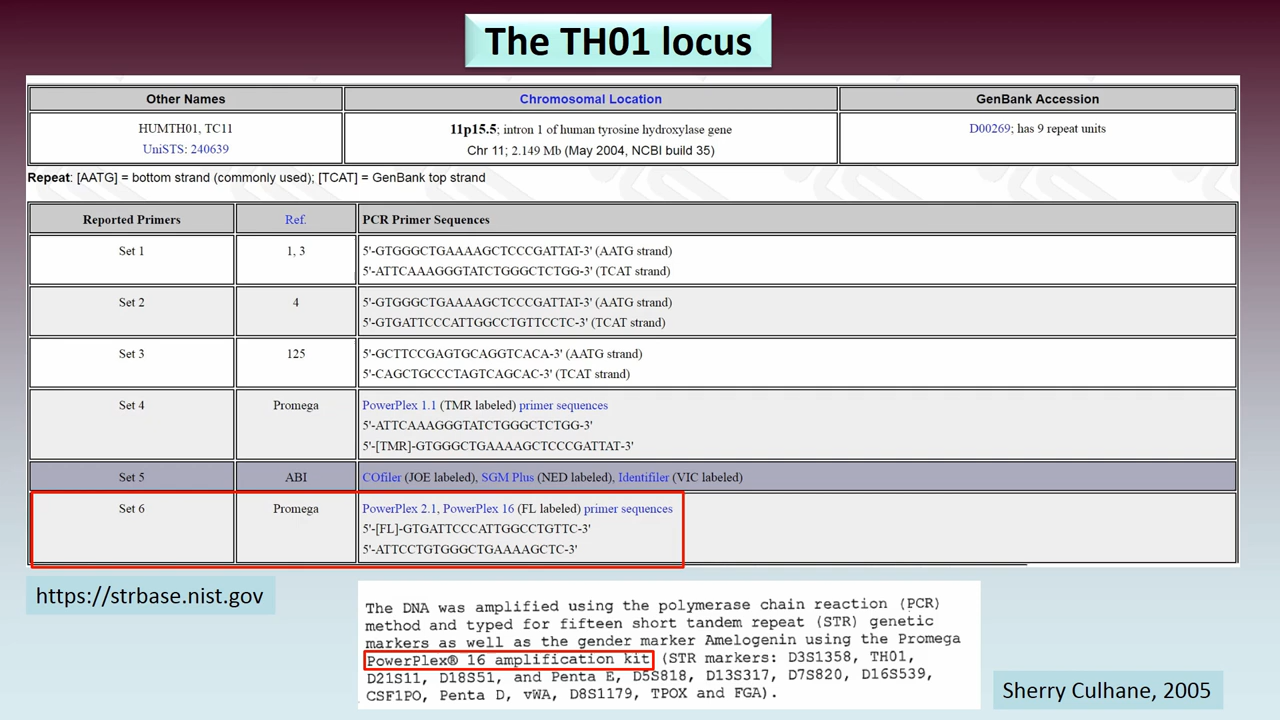 The TH01 locus
Other Names Chromosomal Location GenBank Accession
HUMTH01, TC11
UniSTS: 240639
11p15.5; intron 1 of human tyrosine hydroxylase gene
Chr 11; 2.149 Mb (May 2004, NCBI build 35)
D00269; has 9 repeat units
Repeat: [AATG] = bottom strand (commonly used); [TCAT] = GenBank top strand
Reported Primers Ref. PCR Primer Sequences
Set 1 1, 3 5'-GTGGGCTGAAAAGCTCCCGATTAT-3' (AATG strand)
5'-ATTCAAAGGGTATCTGGGCTCTGG-3' (TCAT strand)
Set 2 4 5'-GTGGGCTGAAAAGCTCCCGATTAT-3' (AATG strand)
5'-GTGATTCCCATTGGCCTGTTCCTC-3' (TCAT strand)
Set 3 125 5'-GCTTCCGAGTGCAGGTCACA-3' (AATG strand)
5'-CAGCTGCCCTAGTCAGCAC-3' (TCAT strand)
Set 4 Promega PowerPlex 1.1 (TMR labeled) primer sequences
5'-ATTCAAAGGGTATCTGGGCTCTGG-3'
5'-[TMR]-GTGGGCTGAAAAGCTCCCGATTAT-3'
Set 5 ABI COfiler (JOE labeled), SGM Plus (NED labeled), Identifiler (VIC labeled)
Set 6 Promega PowerPlex 2.1, PowerPlex 16 (FL labeled) primer sequences
5'-[FL]-GTGATTCCCATTGGCCTGTTC-3'
5'-ATTCCTGTGGGCTGAAAAGCTC-3'
https://strbase.nist.gov
The DNA was amplified using the polymerase chain reaction (PCR)
method and typed for fifteen short tandem repeat (STR) genetic
markers as well as the gender marker Amelogenin using the Promega
PowerPlex® 16 amplification kit (STR markers: D3S1358, TH01,
D21S11, D18S51, and Penta E, D5S818, D13S317, D7S820, D16S539,
CSF1PO, Penta D, vWA, D8S1179, TPOX and FGA).
Sherry Culhane, 2005